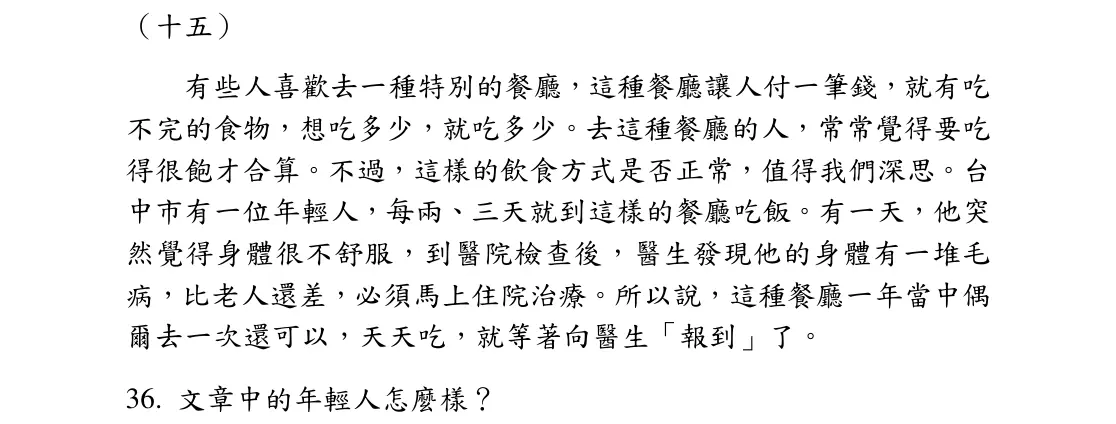 （十五）
有些人喜歡去一種特別的餐廳，這種餐廳讓人付一筆錢，就有吃
不完的食物，想吃多少，就吃多少。去這種餐廳的人，常常覺得要吃
得很飽才合算。不過，這樣的飲食方式是否正常，值得我們深思。台
中市有一位年輕人，每兩、三天就到這樣的餐廳吃飯。有一天，他突
然覺得身體很不舒服，到醫院檢查後，醫生發現他的身體有一堆毛
病，比老人還差，必須馬上住院治療。所以說，這種餐廳一年當中偶
爾去一次還可以，天天吃，就等著向醫生「報到」了。
36. 文章中的年輕人怎麼樣？